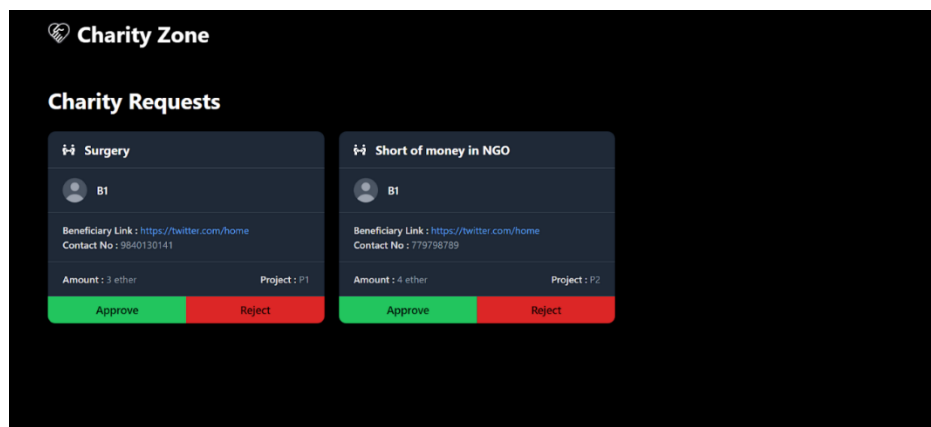 Charity Zone
Charity Requests
Surgery
B1
Beneficiary Link : https://twitter.com/home
Contact No : 9840130141
Amount : 3 ether Project : P1
Approve Reject
Short of money in NGO
B1
Beneficiary Link : https://twitter.com/home
Contact No : 779798789
Amount : 4 ether Project : P2
Approve Reject